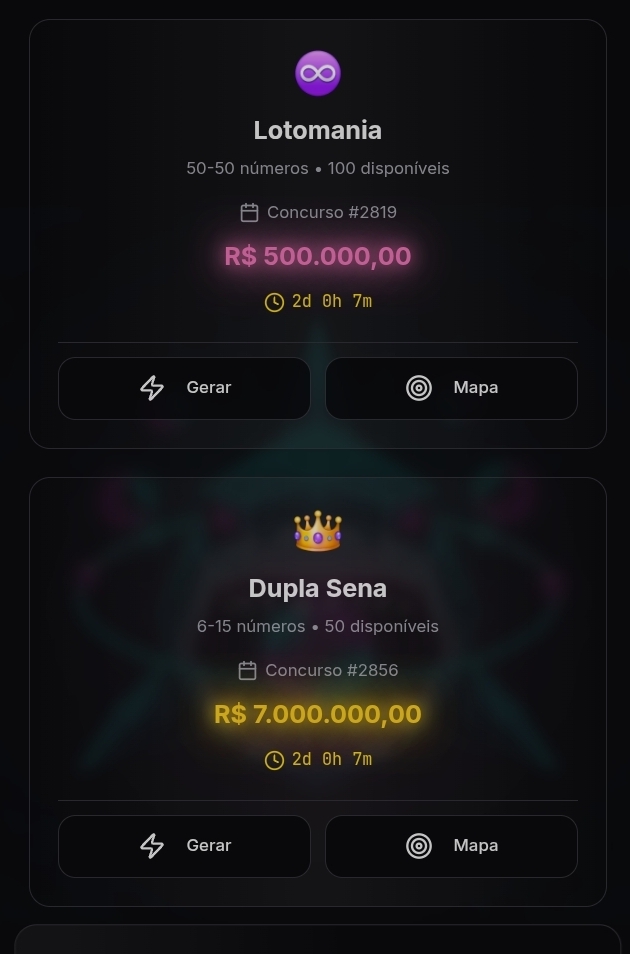 Lotomania
50-50 números • 100 disponíveis
Concurso #2819
R$ 500.000,00
2d 0h 7m
Gerar
Mapa
Dupla Sena
6-15 números • 50 disponíveis
Concurso #2856
R$ 7.000.000,00
2d 0h 7m
Gerar
Mapa